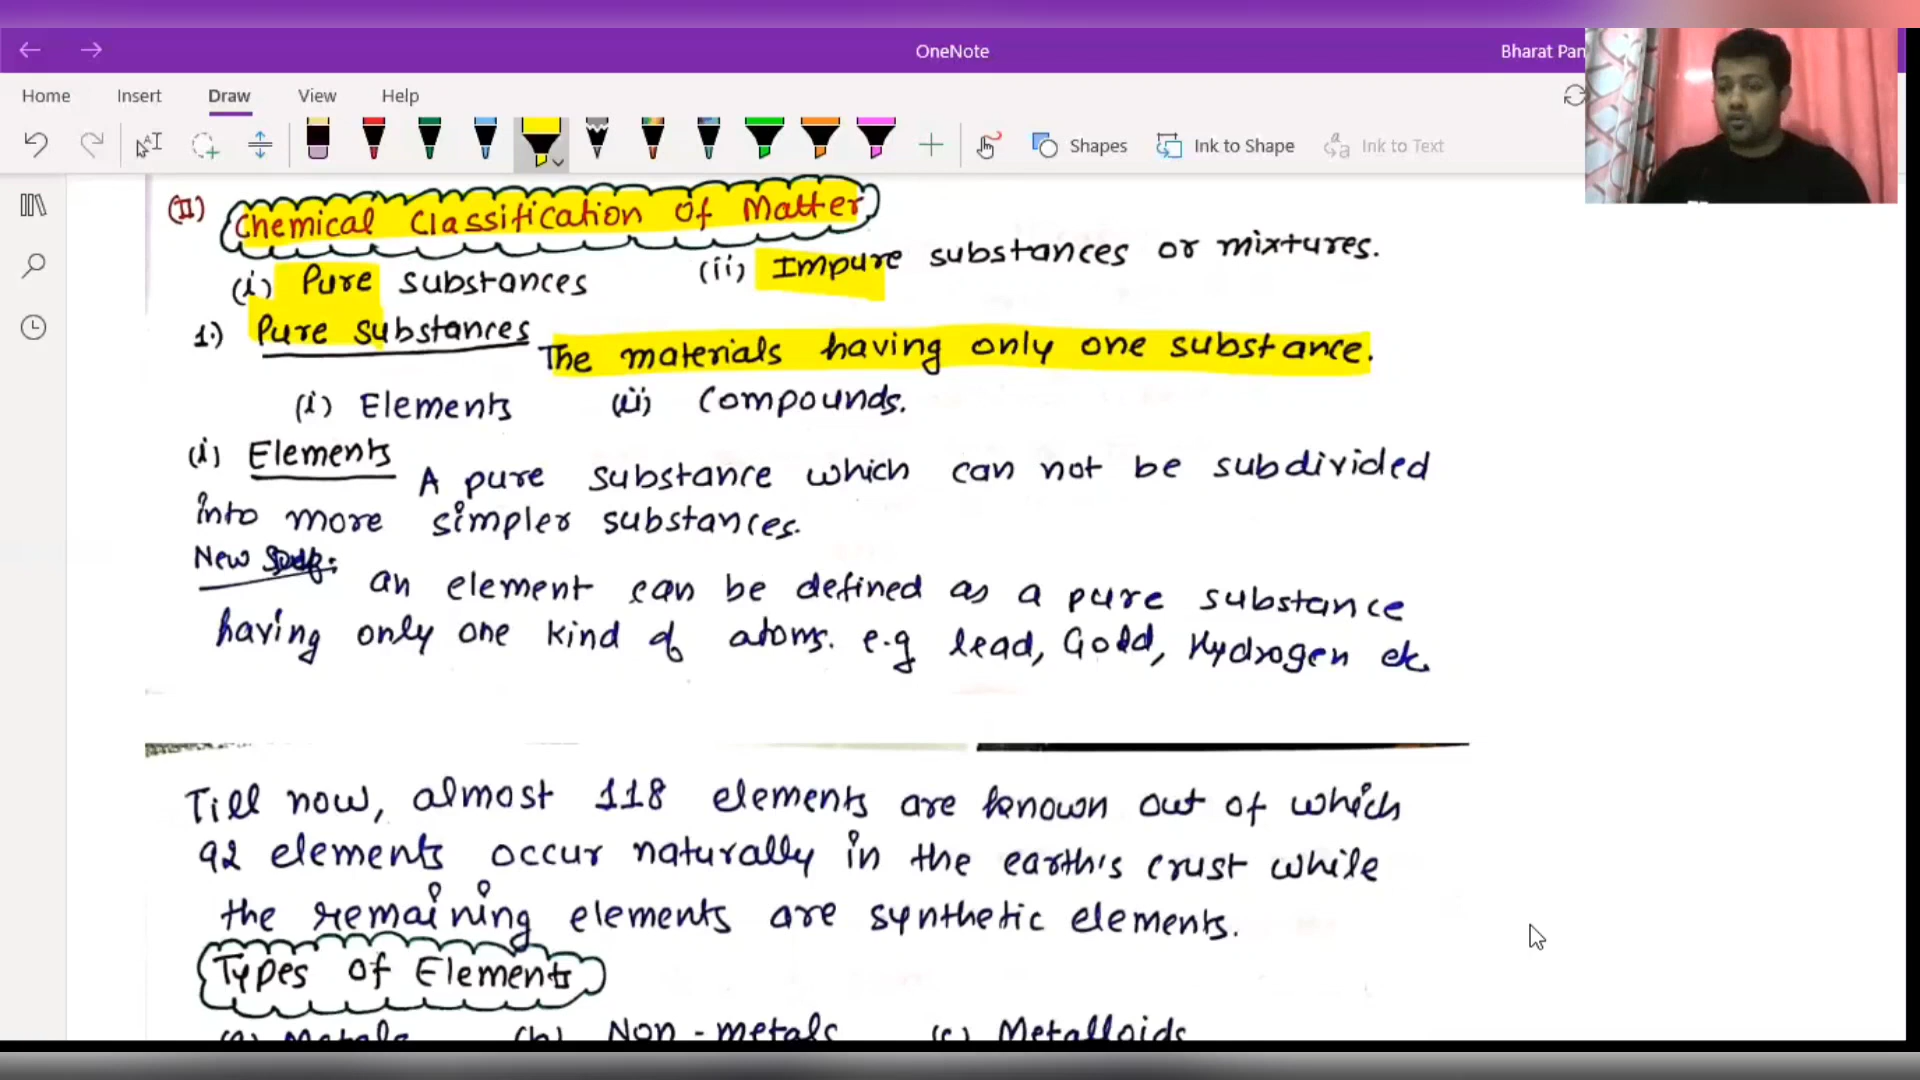 OneNote
Bharat Pan
Home Insert Draw View Help
Shapes Ink to Shape Ink to Text
(II) Chemical Classification of Matter
(i) Pure substances (ii) Impure substances or mixtures.
1.) Pure substances The materials having only one substance.
(i) Elements (ii) Compounds.
(i) Elements A pure substance which can not be subdivided
into more simpler substances.
New
an element can be defined as a pure substance
having only one kind of atoms. e.g lead, Gold, Hydrogen etc.
Till now, almost 118 elements are known out of which
92 elements occur naturally in the earth's crust while
the remaining elements are synthetic elements.
Types of Elements
(a) Metals (b) Non-metals (c) Metalloids